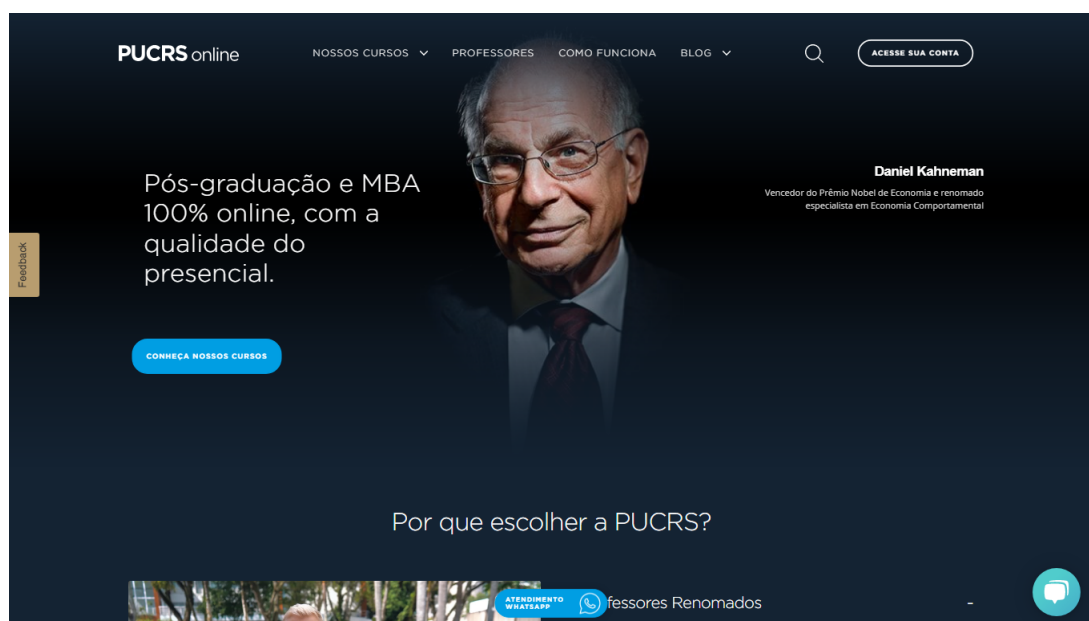 PUCRS online
NOSSOS CURSOS
PROFESSORES
COMO FUNCIONA
BLOG
ACESSE SUA CONTA
Pós-graduação e MBA
100% online, com a
qualidade do
presencial.
Daniel Kahneman
Vencedor do Prêmio Nobel de Economia e renomado
especialista em Economia Comportamental
Feedback
CONHEÇA NOSSOS CURSOS
Por que escolher a PUCRS?
ATENDIMENTO
WHATSAPP
fessores Renomados